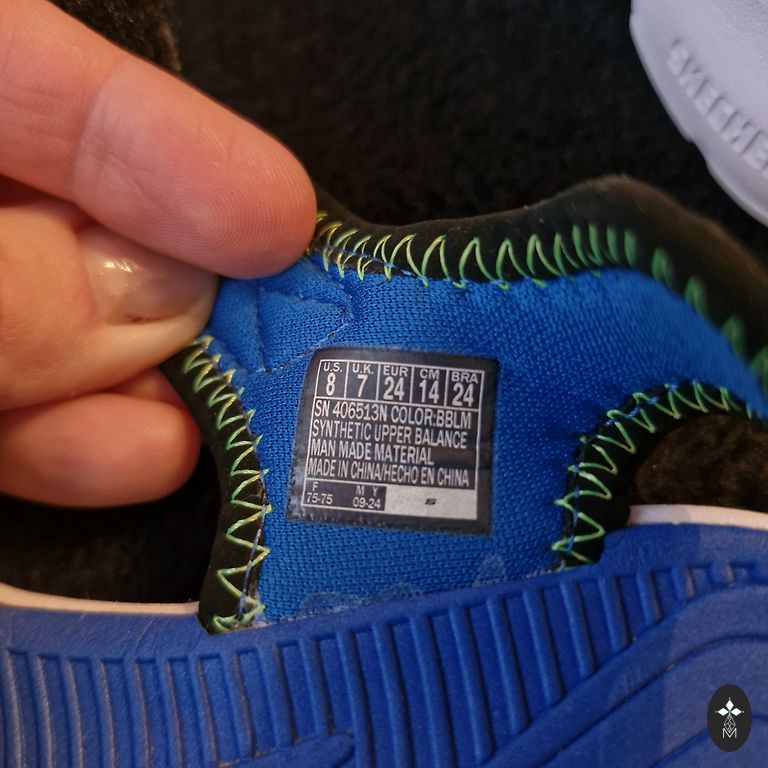 SKECHE
U.S. U.K. EUR CM BRA
8 7 24 14 24
SN 406513N COLOR:BBLM
SYNTHETIC UPPER BALANCE
MAN MADE MATERIAL
MADE IN CHINA/HECHO EN CHINA
F M Y
75-75 09-24 S
M